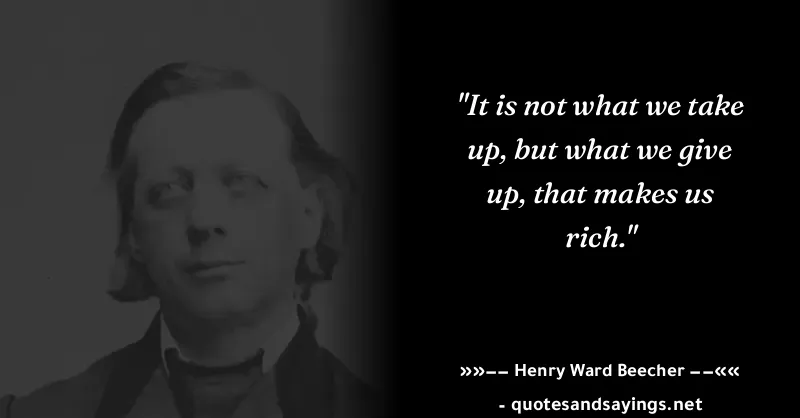 "It is not what we take
up, but what we give
up, that makes us
rich."
»»−− Henry Ward Beecher −−««
- quotesandsayings.net